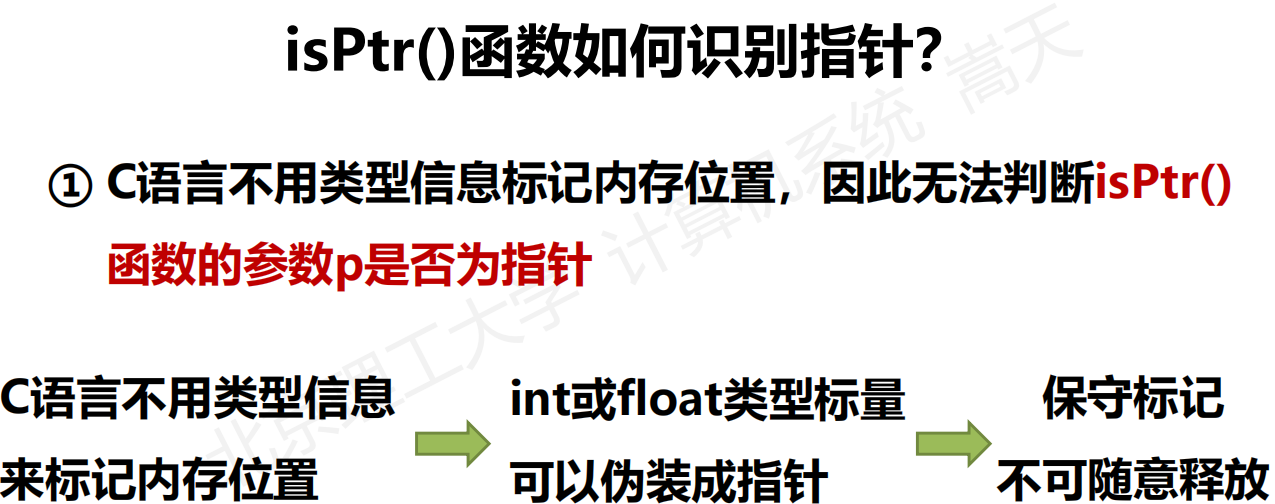 isPtr()函数如何识别指针？
① C语言不用类型信息标记内存位置，因此无法判断isPtr()
函数的参数p是否为指针
C语言不用类型信息
来标记内存位置
int或float类型标量
可以伪装成指针
保守标记
不可随意释放
北京理工大学 计算机系统 嵩天